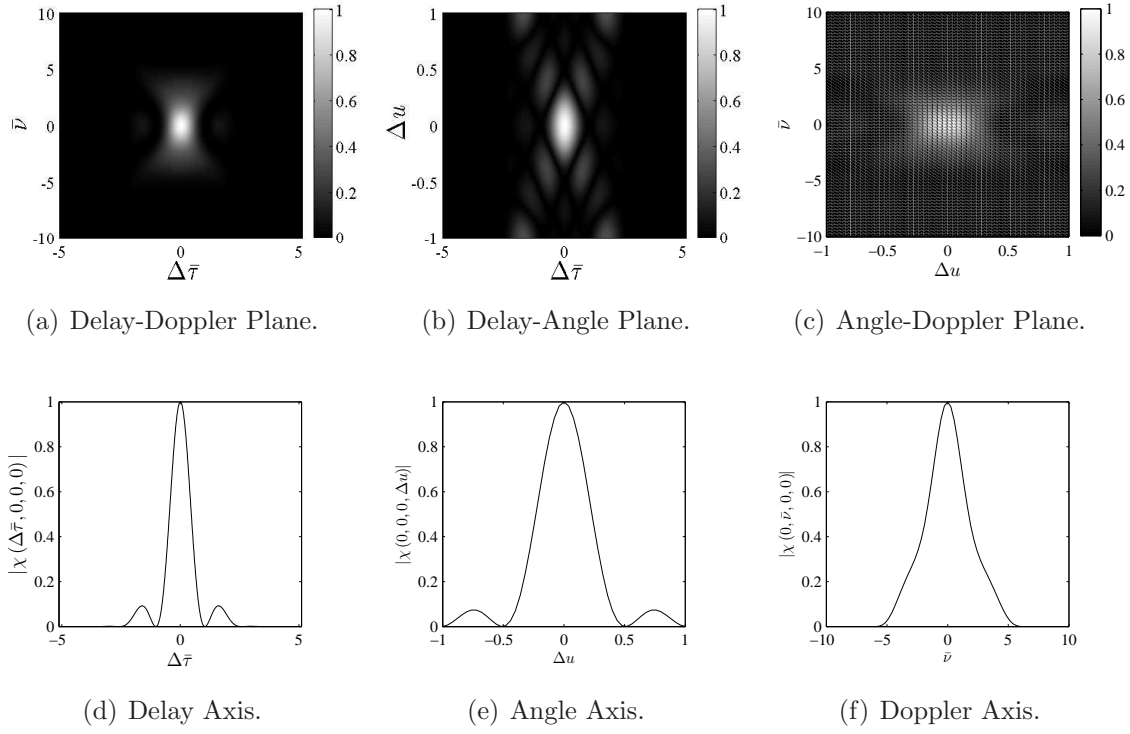 10 5 0 -5 -10
ν̄
-5 0 5
Δτ̄
1 0.8 0.6 0.4 0.2 0
(a) Delay-Doppler Plane.
1 0.5 0 -0.5 -1
Δu
-5 0 5
Δτ̄
1 0.8 0.6 0.4 0.2 0
(b) Delay-Angle Plane.
10 5 0 −5 −10
ν̄
−1 −0.5 0 0.5 1
Δu
1 0.8 0.6 0.4 0.2 0
(c) Angle-Doppler Plane.
1 0.8 0.6 0.4 0.2 0
|χ(Δτ̄, 0, 0, 0)|
−5 0 5
Δτ̄
(d) Delay Axis.
1 0.8 0.6 0.4 0.2 0
|χ(0, 0, 0, Δu)|
−1 −0.5 0 0.5 1
Δu
(e) Angle Axis.
1 0.8 0.6 0.4 0.2 0
|χ(0, ν̄, 0, 0)|
−10 −5 0 5 10
ν̄
(f) Doppler Axis.